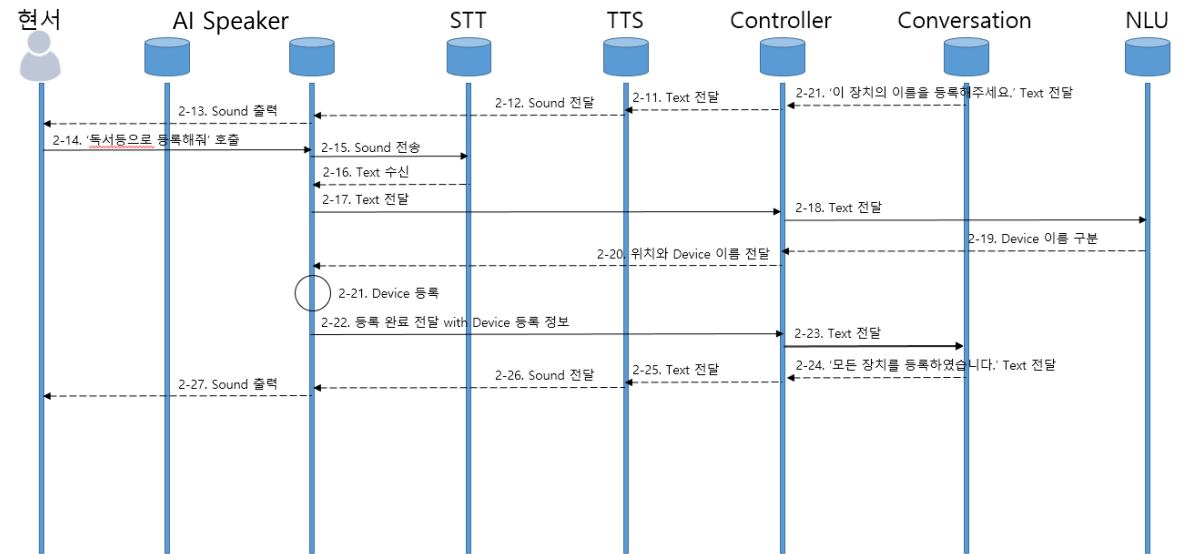 현서
AI Speaker
STT
TTS
Controller
Conversation
NLU
2-21. ‘이 장치의 이름을 등록해주세요.’ Text 전달
2-11. Text 전달
2-12. Sound 전달
2-13. Sound 출력
2-14. ‘독서등으로 등록해줘’ 호출
2-15. Sound 전송
2-16. Text 수신
2-17. Text 전달
2-18. Text 전달
2-19. Device 이름 구분
2-20. 위치와 Device 이름 전달
2-21. Device 등록
2-22. 등록 완료 전달 with Device 등록 정보
2-23. Text 전달
2-24. ‘모든 장치를 등록하였습니다.’ Text 전달
2-25. Text 전달
2-26. Sound 전달
2-27. Sound 출력